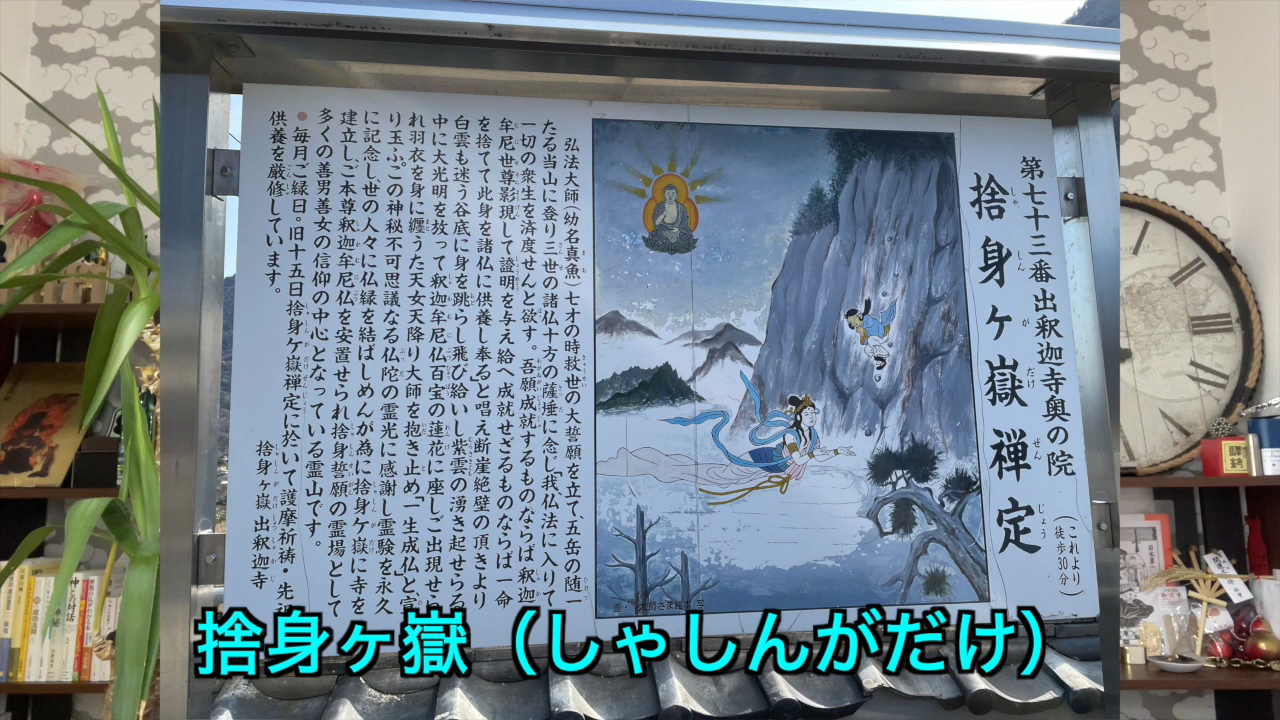 第七十三番出釈迦寺奥の院
捨身ヶ嶽禅定
しゃしんがだけぜんじょう
（これより徒歩30分）
弘法大師（幼名真魚）七才の時救世の大誓願を立て、五岳の随一
たる当山に登り三世の諸仏十方の薩埵に念じ我仏法に入りて
一切の衆生を済度せんと欲す。吾願成就するものならば釈迦
牟尼世尊影現して證明を与え給へ成就せざるものならば一命
を捨てて此身を諸仏に供養し奉ると唱え断崖絶壁の頂きより
白雲も迷う谷底に身を跳らし飛び給いし紫雲の湧き起せらる
中に大光明を放って釈迦牟尼仏百宝の蓮花に座しご出現せら
れ羽衣を身に纏うた天女天降り大師を抱き止め「一生成仏」と宣
り玉ふ。この神秘不可思議なる仏陀の霊光に感謝し霊験を永久
に記念し、世の人々に仏縁を結ばしめんが為に捨身ヶ嶽に寺を
建立し、ご本尊釈迦牟尼仏を安置せられ捨身誓願の霊場として
多くの善男善女の信仰の中心となっている霊山です。
●毎月ご縁日。旧十五日捨身ヶ嶽禅定に於いて護摩祈祷・先祖
供養を厳修しています。
捨身ヶ嶽 出釈迦寺
捨身ヶ嶽（しゃしんがだけ）